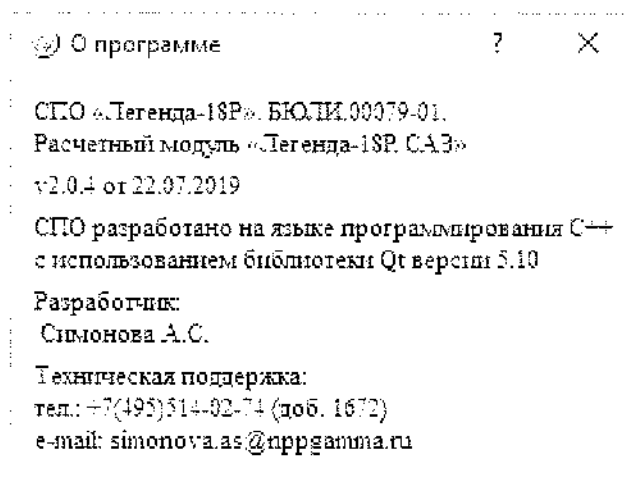 О программе ? ×
СПО «Легенда-18Р». БЮЛИ.00079-01.
Расчетный модуль «Легенда-18Р. САЗ»
v2.0.4 от 22.07.2019
СПО разработано на языке программирования C++
с использованием библиотеки Qt версии 5.10
Разработчик:
Симонова А.С.
Техническая поддержка:
тел.: +7(495)514-02-74 (доб. 1672)
e-mail: simonova.as@nppgamma.ru